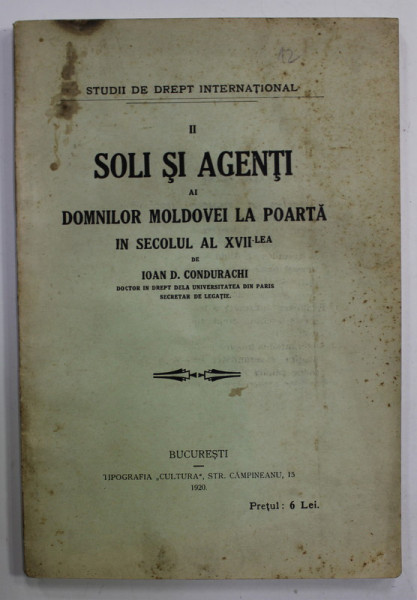 12
STUDII DE DREPT INTERNAȚIONAL
II
SOLI ȘI AGENȚI
AI
DOMNILOR MOLDOVEI LA POARTĂ
IN SECOLUL AL XVII-LEA
DE
IOAN D. CONDURACHI
DOCTOR IN DREPT DELA UNIVERSITATEA DIN PARIS
SECRETAR DE LEGAȚIE.
BUCUREȘTI
TIPOGRAFIA „CULTURA", STR. CÂMPINEANU, 15
1920.
Prețul: 6 Lei.